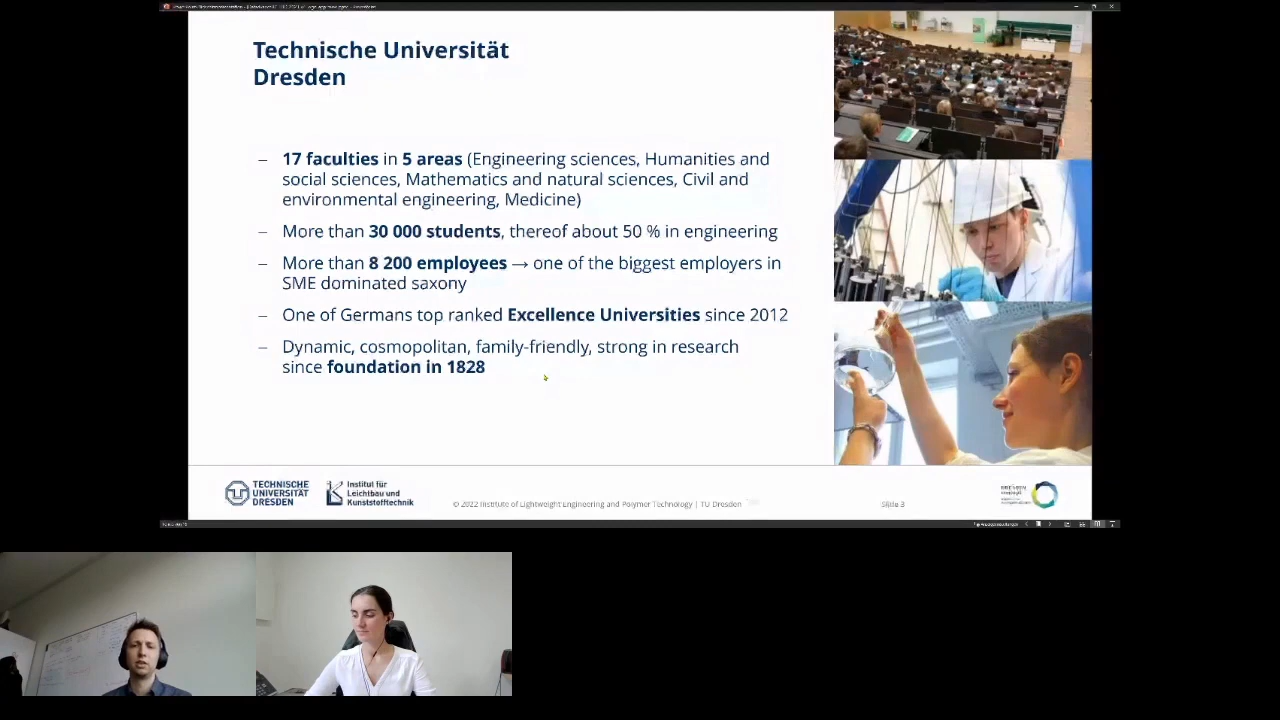 Technische Universität
Dresden
– 17 faculties in 5 areas (Engineering sciences, Humanities and
social sciences, Mathematics and natural sciences, Civil and
environmental engineering, Medicine)
– More than 30 000 students, thereof about 50 % in engineering
– More than 8 200 employees → one of the biggest employers in
SME dominated saxony
– One of Germans top ranked Excellence Universities since 2012
– Dynamic, cosmopolitan, family-friendly, strong in research
since foundation in 1828
TECHNISCHE
UNIVERSITÄT
DRESDEN
Institut für
Leichtbau und
Kunststofftechnik
© 2022 Institute of Lightweight Engineering and Polymer Technology | TU Dresden
Slide 3